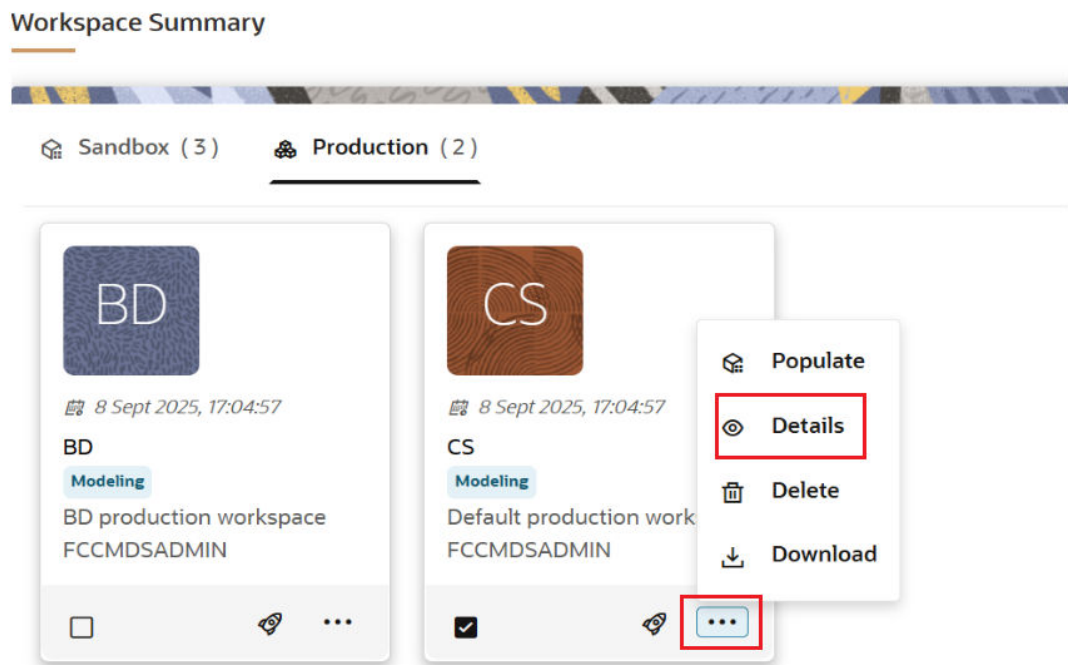 Workspace Summary
Sandbox (3)
Production (2)
BD
8 Sept 2025, 17:04:57
BD
Modeling
BD production workspace
FCCMDSADMIN
CS
8 Sept 2025, 17:04:57
CS
Modeling
Default production work
FCCMDSADMIN
Populate
Details
Delete
Download